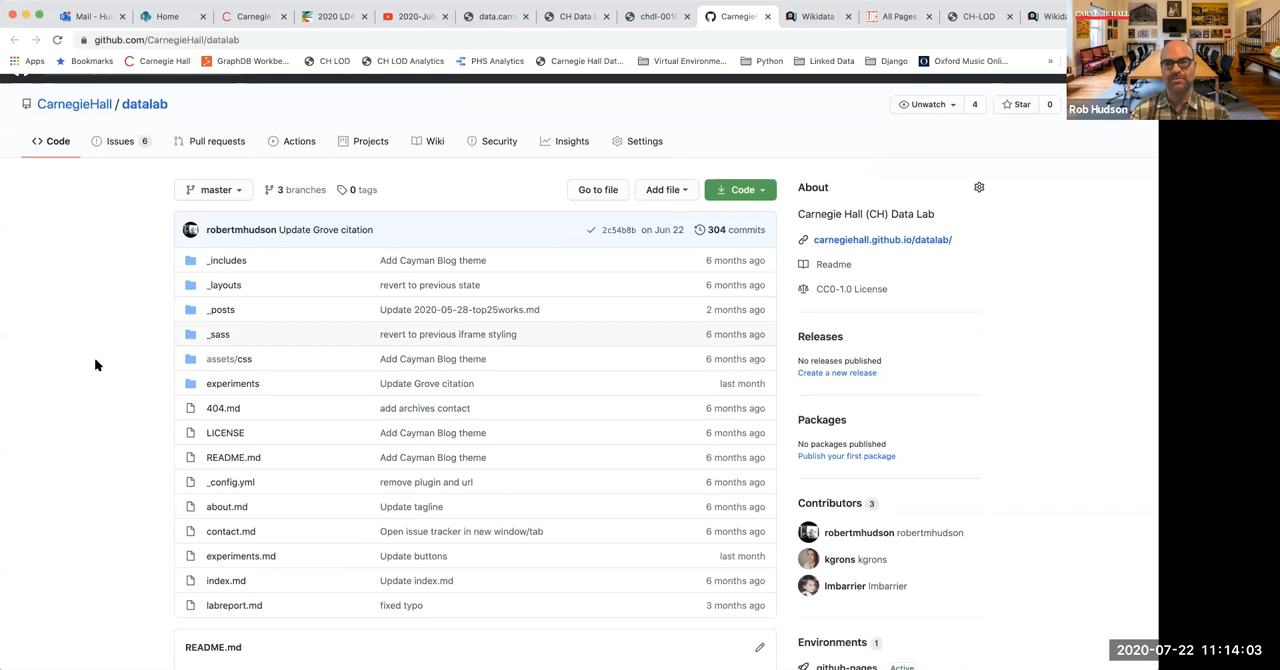 Mail - Hu
Home
Carnegie
2020 LD4
2020-Jul
data.carn
CH Data L
chdl-001
Carnegie
Wikidata
All Pages
CH-LOD
Wikid
github.com/CarnegieHall/datalab
Apps
Bookmarks
Carnegie Hall
GraphDB Workbe...
CH LOD
CH LOD Analytics
PHS Analytics
Carnegie Hall Dat...
Virtual Environme...
Python
Linked Data
Django
Oxford Music Onli...
»
CARNEGIE HALL
Rob Hudson
CarnegieHall / datalab
Unwatch 4
Star 0
<> Code
Issues 6
Pull requests
Actions
Projects
Wiki
Security
Insights
Settings
master
3 branches
0 tags
Go to file
Add file
Code
robertmhudson Update Grove citation
2c54b8b on Jun 22
304 commits
_includes Add Cayman Blog theme 6 months ago
_layouts revert to previous state 6 months ago
_posts Update 2020-05-28-top25works.md 2 months ago
_sass revert to previous iframe styling 6 months ago
assets/css Add Cayman Blog theme 6 months ago
experiments Update Grove citation last month
404.md add archives contact 6 months ago
LICENSE Add Cayman Blog theme 6 months ago
README.md Add Cayman Blog theme 6 months ago
_config.yml remove plugin and url 6 months ago
about.md Update tagline 6 months ago
contact.md Open issue tracker in new window/tab 6 months ago
experiments.md Update buttons last month
index.md Update index.md 6 months ago
labreport.md fixed typo 3 months ago
README.md
About
Carnegie Hall (CH) Data Lab
carnegiehall.github.io/datalab/
Readme
CC0-1.0 License
Releases
No releases published
Create a new release
Packages
No packages published
Publish your first package
Contributors 3
robertmhudson robertmhudson
kgrons kgrons
lmbarrier lmbarrier
Environments 1
github-pages Active
2020-07-22 11:14:03